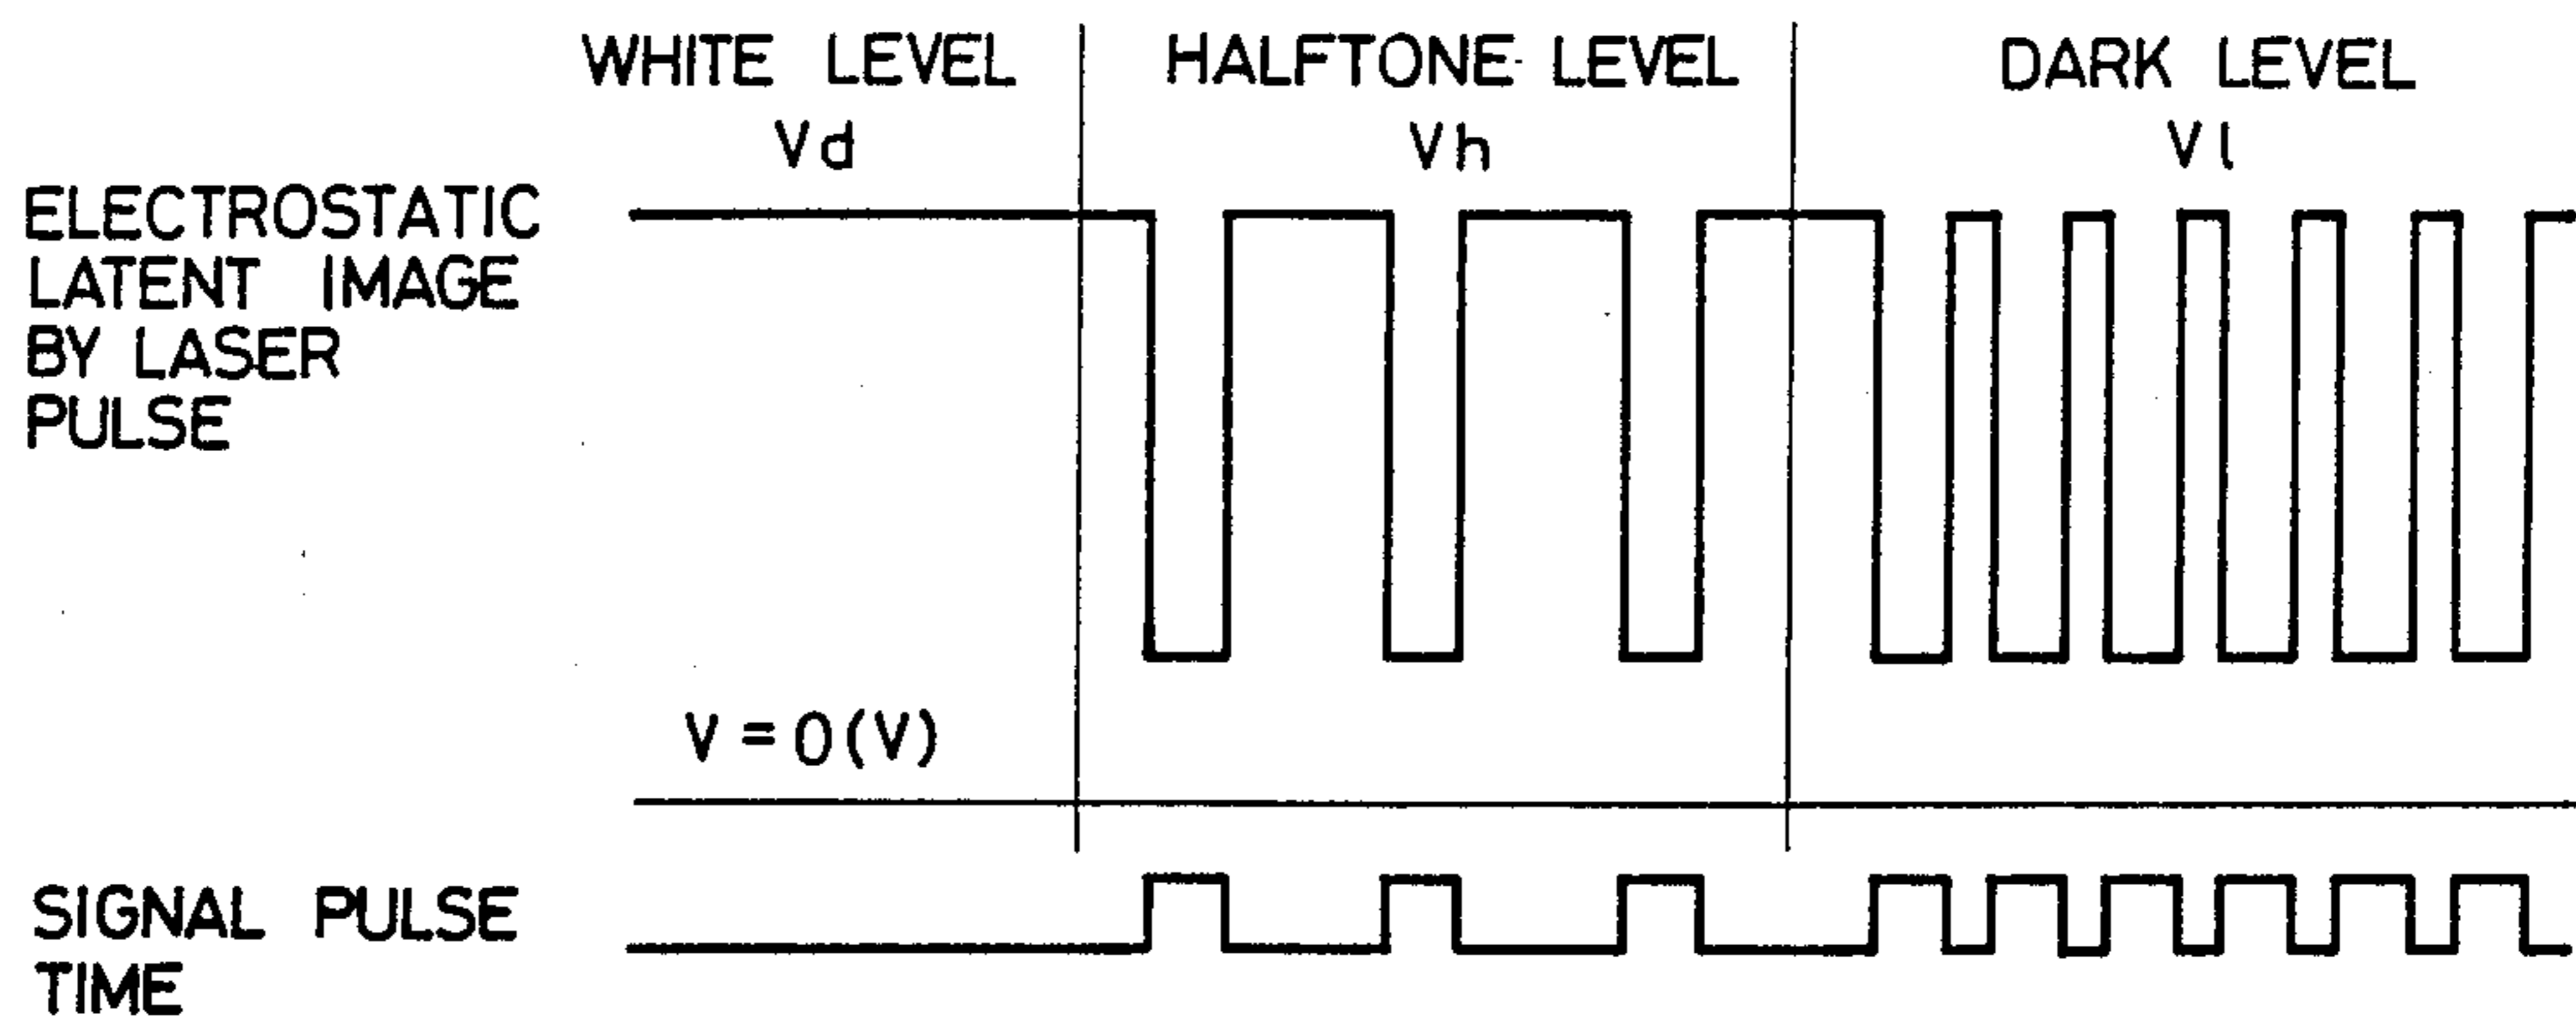 WHITE LEVEL
Vd
HALFTONE LEVEL
Vh
DARK LEVEL
Vl
ELECTROSTATIC
LATENT IMAGE
BY LASER
PULSE
V = 0 (V)
SIGNAL PULSE
TIME